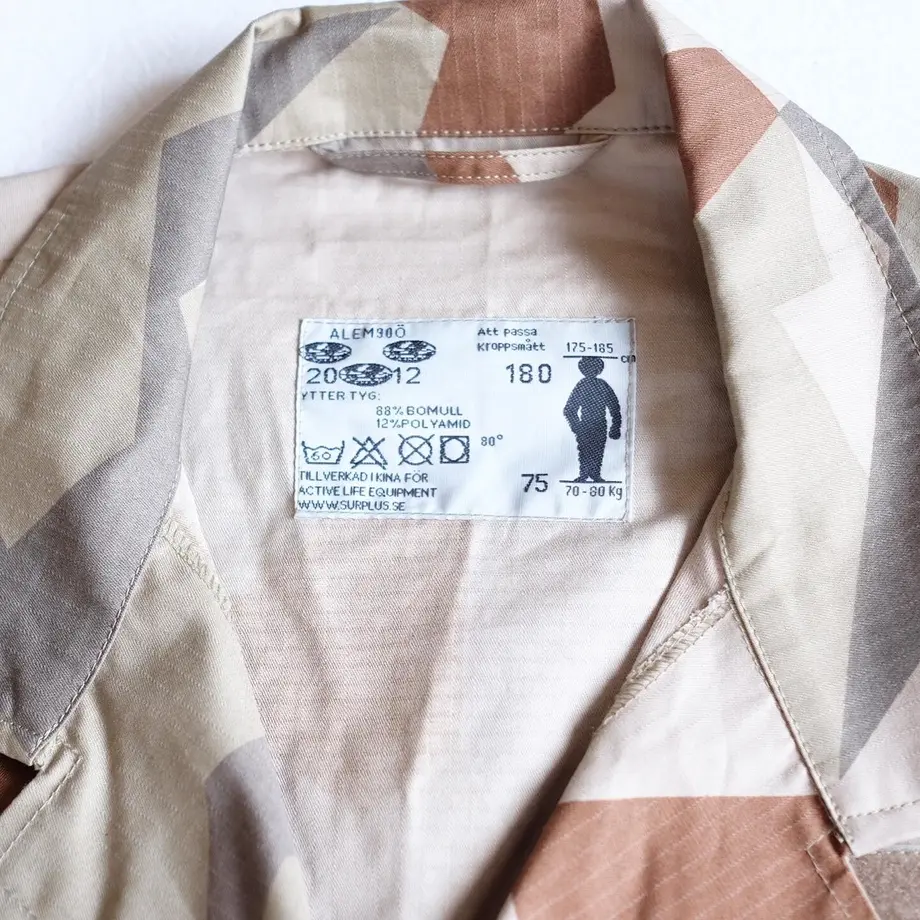 ALEM90Ö
20 12
YTTER TYG:
88% BOMULL
12% POLYAMID
60
80°
TILLVERKAD I KINA FÖR
ACTIVE LIFE EQUIPMENT
WWW.SURPLUS.SE
Att passa
kroppsmått
175-185 cm
180
75
70-80 Kg